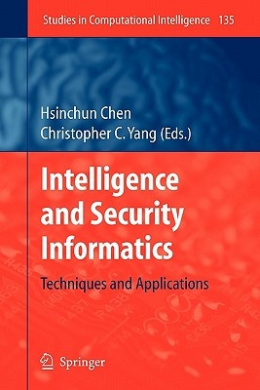 Studies in Computational Intelligence 135
Hsinchun Chen
Christopher C. Yang (Eds.)
Intelligence
and Security
Informatics
Techniques and Applications
Springer